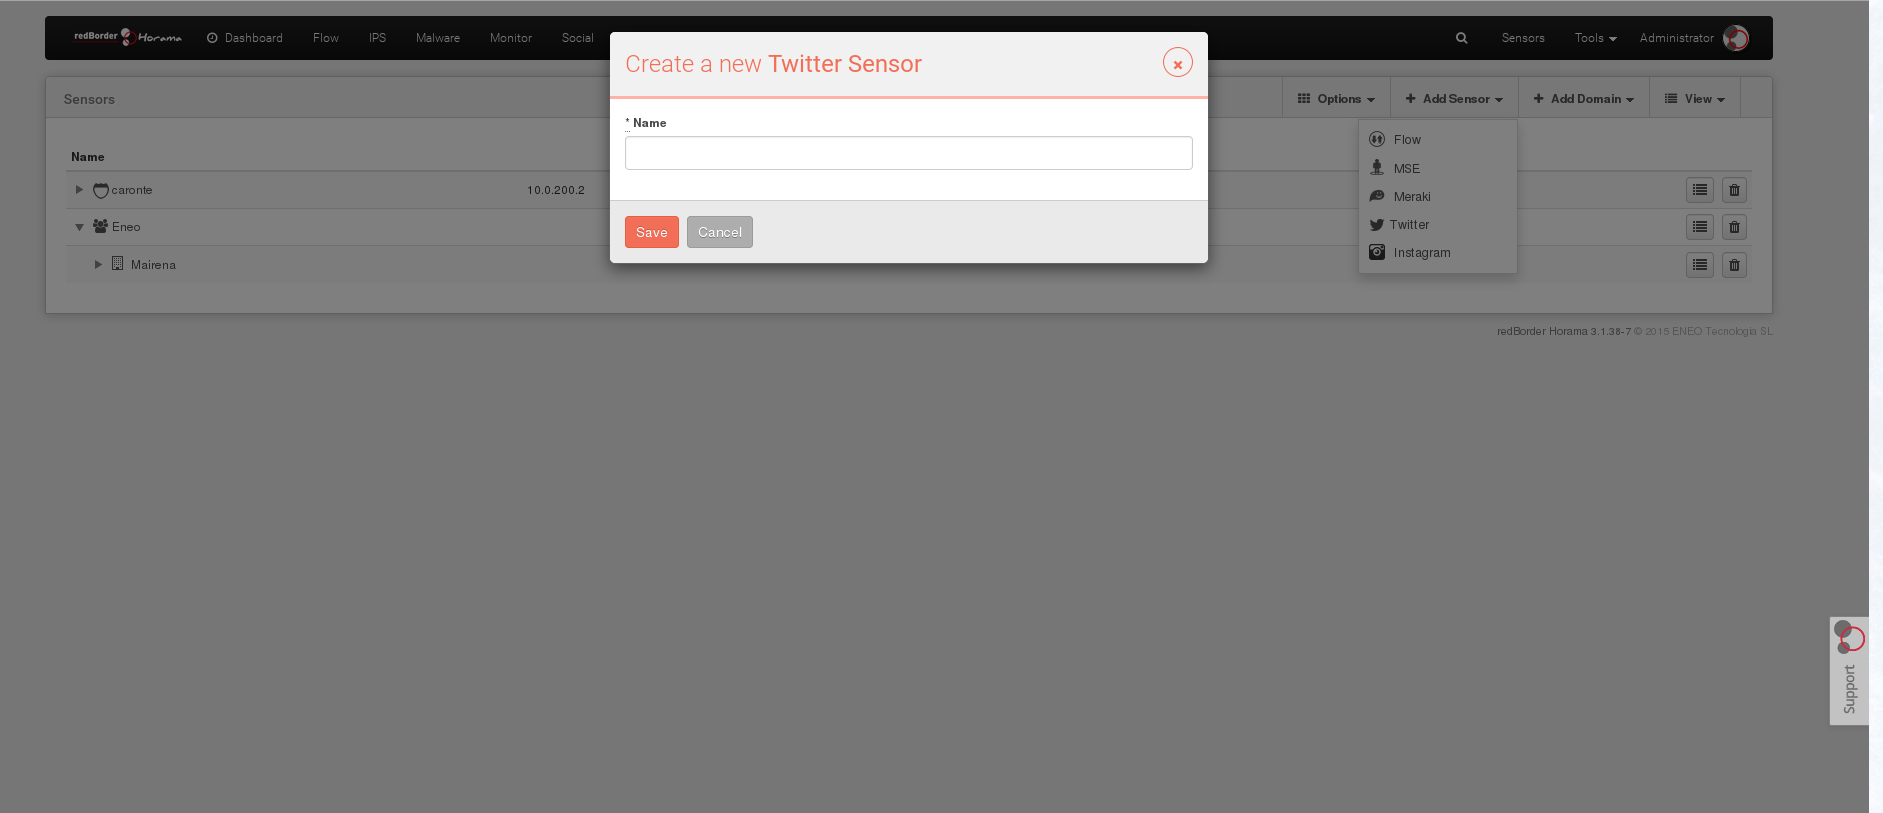 redBorder Horama Dashboard Flow IPS Malware Monitor Social Sensors Tools Administrator
Create a new Twitter Sensor
Sensors
Options Add Sensor Add Domain View
* Name
Flow
MSE
Meraki
Twitter
Instagram
Name
caronte 10.0.200.2
Eneo
Mairena
Save Cancel
redBorder Horama 3.1.38-7 © 2015 ENEO Tecnología SL
Support